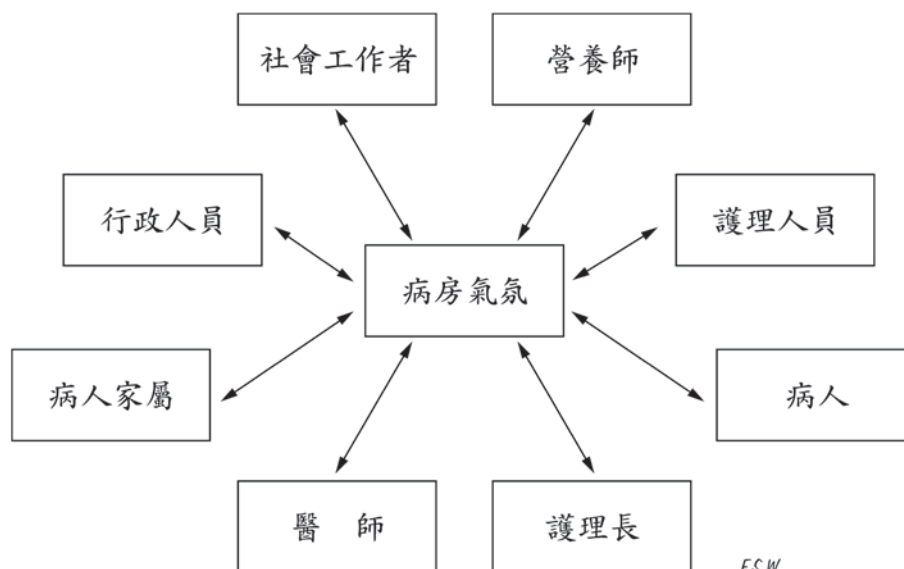 社會工作者
營養師
行政人員
護理人員
病房氣氛
病人家屬
病人
醫 師
護理長
FSW